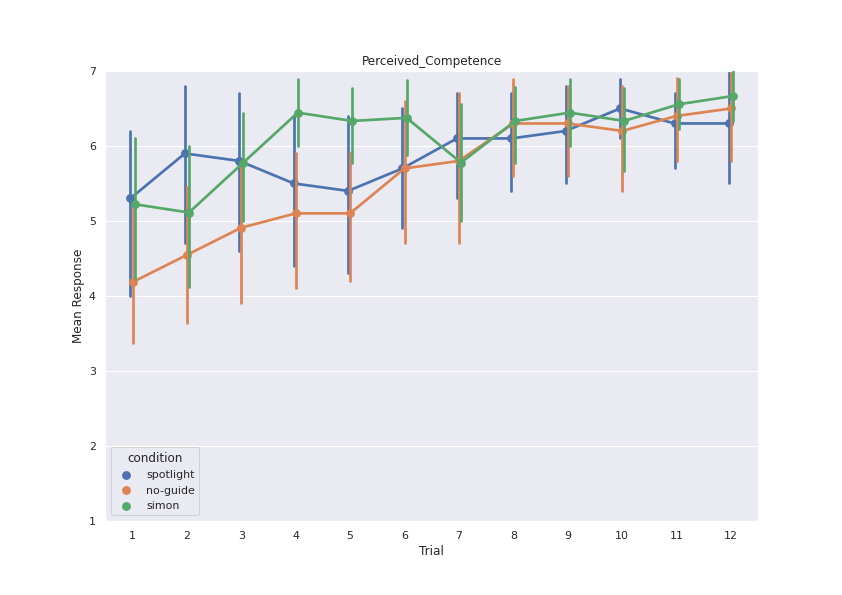 Perceived_Competence
7
6
5
4
3
2
1
Mean Response
condition
spotlight
no-guide
simon
1 2 3 4 5 6 7 8 9 10 11 12
Trial